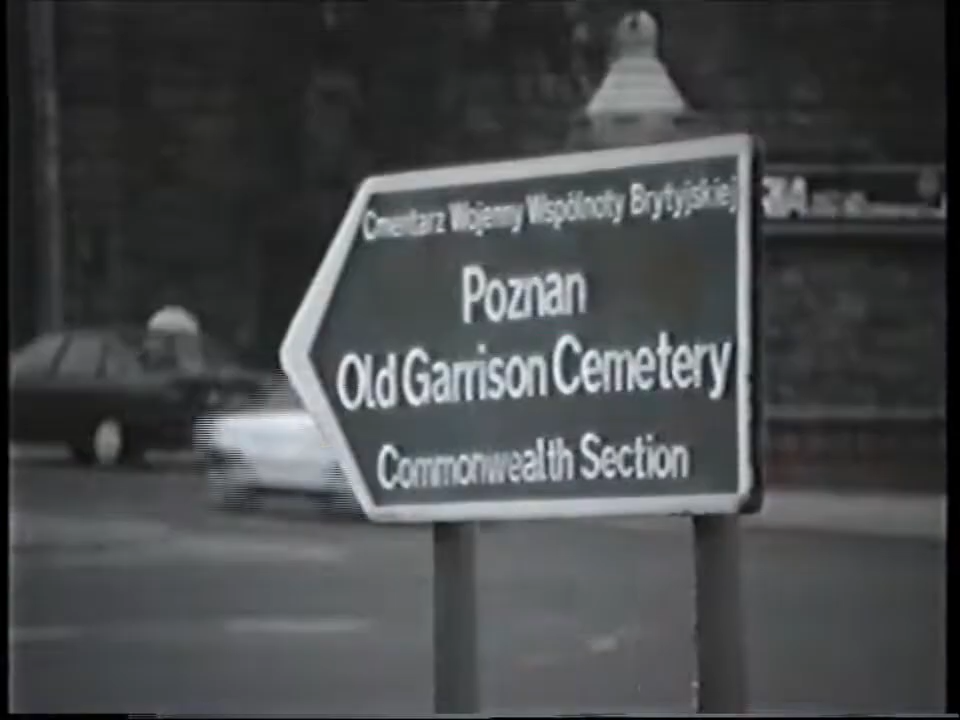 Cmentarz Wojenny Wspólnoty Brytyjskiej
Poznan
Old Garrison Cemetery
Commonwealth Section